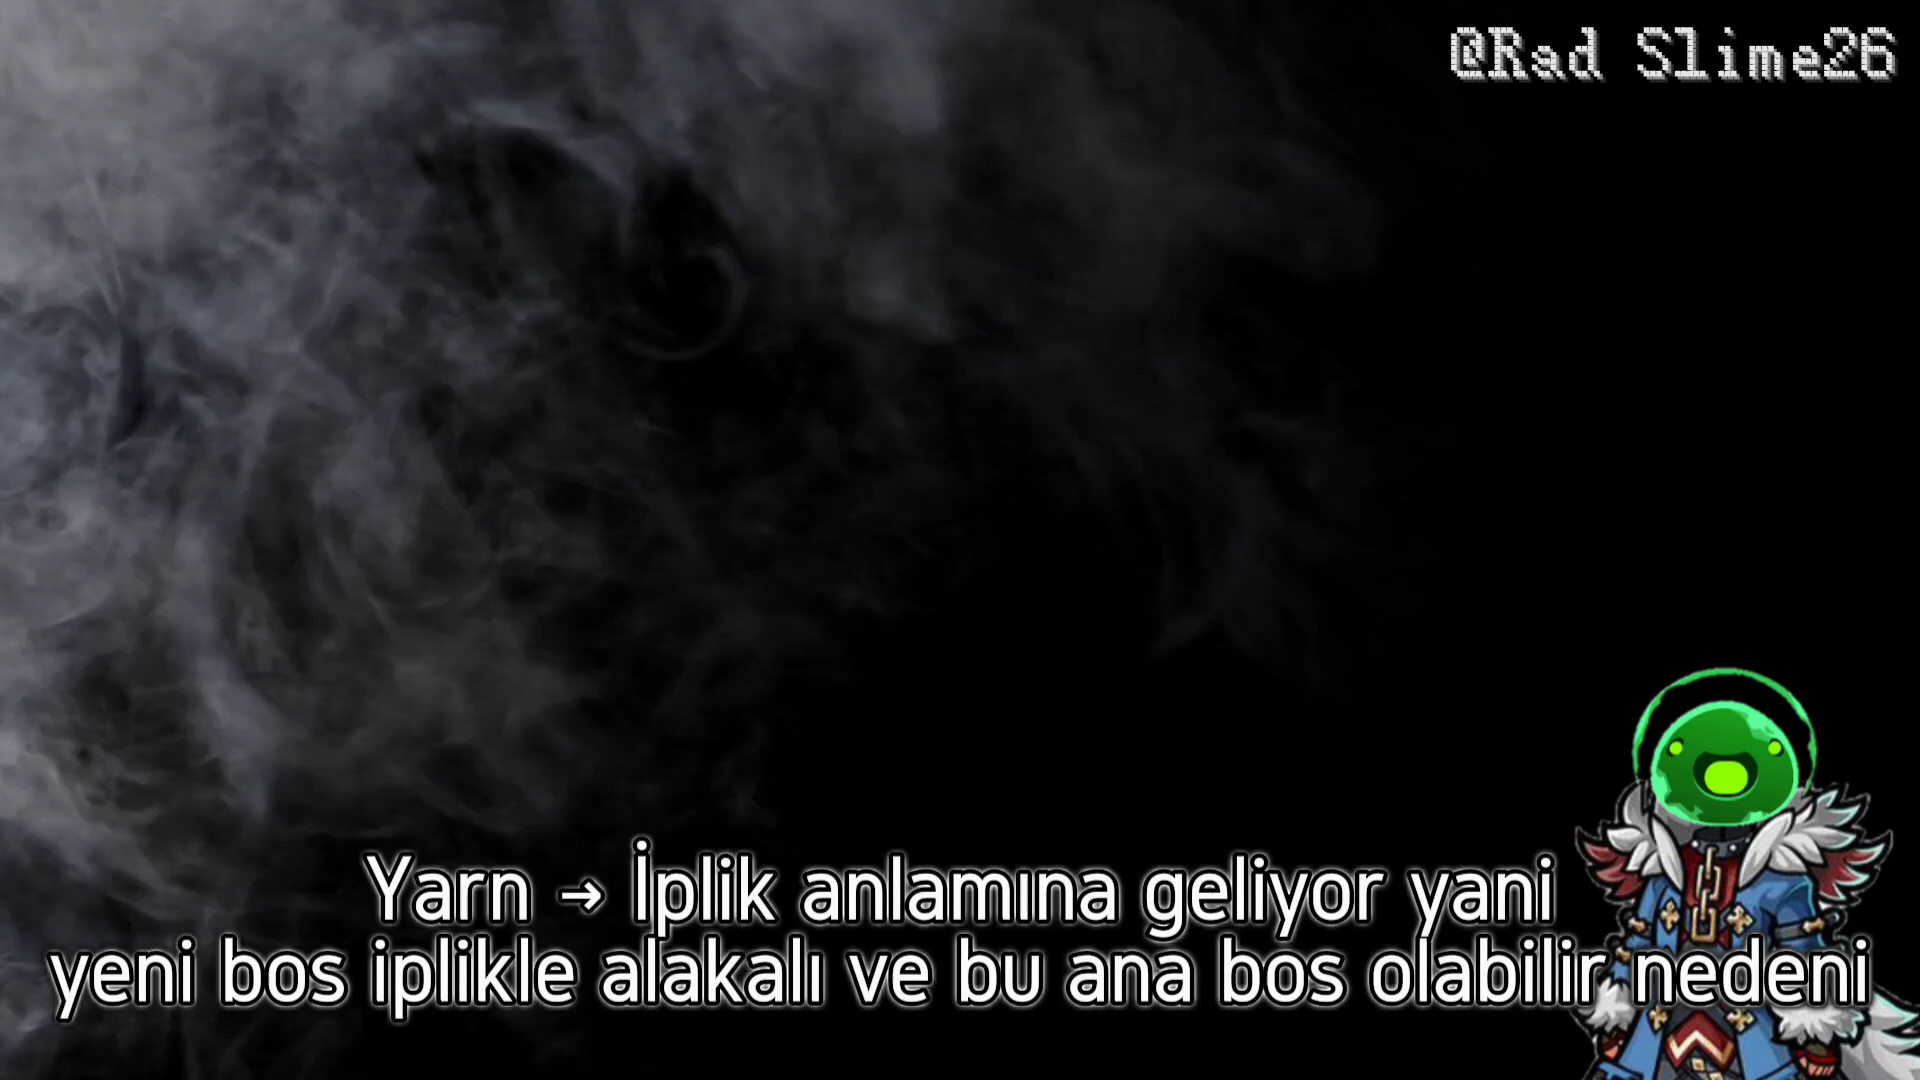 @Rad Slime26
Yarn → İplik anlamına geliyor yani
yeni bos iplikle alakalı ve bu ana bos olabilir nedeni